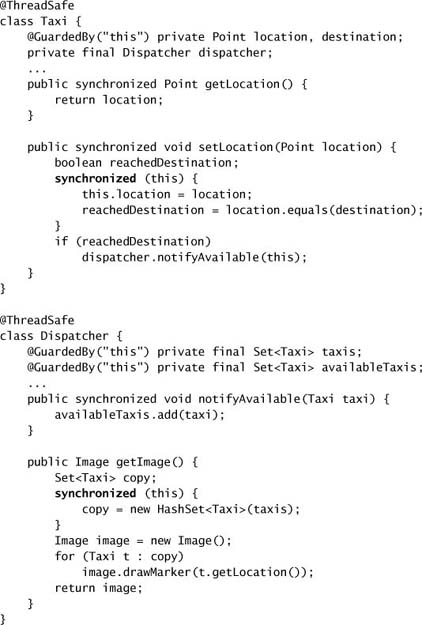 @ThreadSafe
class Taxi {
    @GuardedBy("this") private Point location, destination;
    private final Dispatcher dispatcher;
    ...
    public synchronized Point getLocation() {
        return location;
    }

    public synchronized void setLocation(Point location) {
        boolean reachedDestination;
        synchronized (this) {
            this.location = location;
            reachedDestination = location.equals(destination);
        }
        if (reachedDestination)
            dispatcher.notifyAvailable(this);
    }
}

@ThreadSafe
class Dispatcher {
    @GuardedBy("this") private final Set<Taxi> taxis;
    @GuardedBy("this") private final Set<Taxi> availableTaxis;
    ...
    public synchronized void notifyAvailable(Taxi taxi) {
        availableTaxis.add(taxi);
    }

    public Image getImage() {
        Set<Taxi> copy;
        synchronized (this) {
            copy = new HashSet<Taxi>(taxis);
        }
        Image image = new Image();
        for (Taxi t : copy)
            image.drawMarker(t.getLocation());
        return image;
    }
}